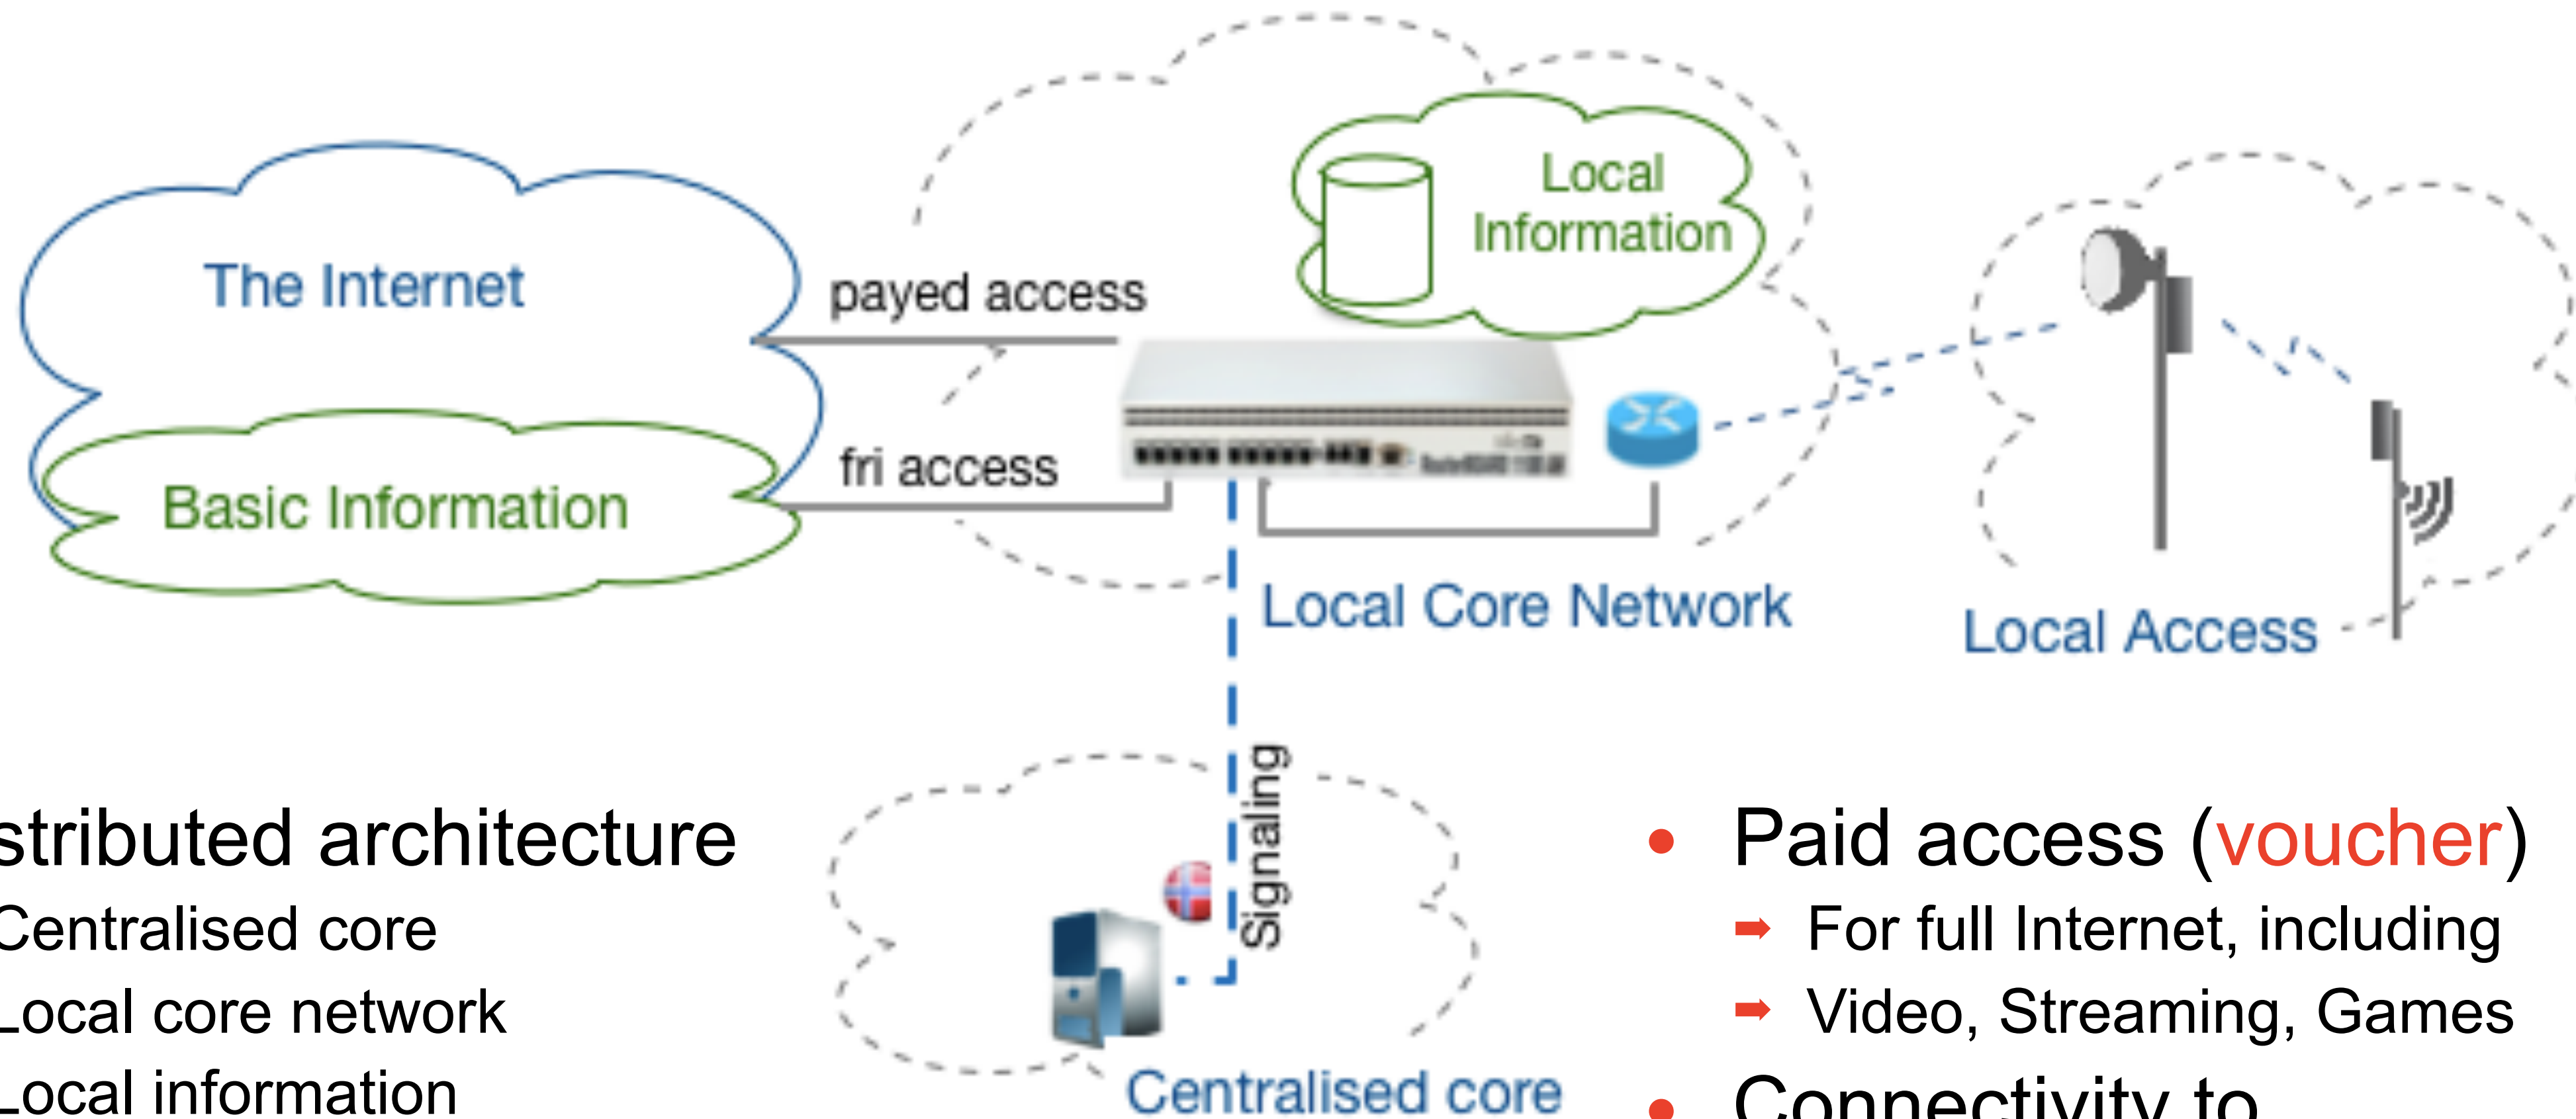 The Internet
Basic Information
payed access
fri access
Local
Information
Local Core Network
Local Access
Signaling
Centralised core
stributed architecture
Centralised core
Local core network
Local information
Paid access (voucher)
For full Internet, including
Video, Streaming, Games
Connectivity to